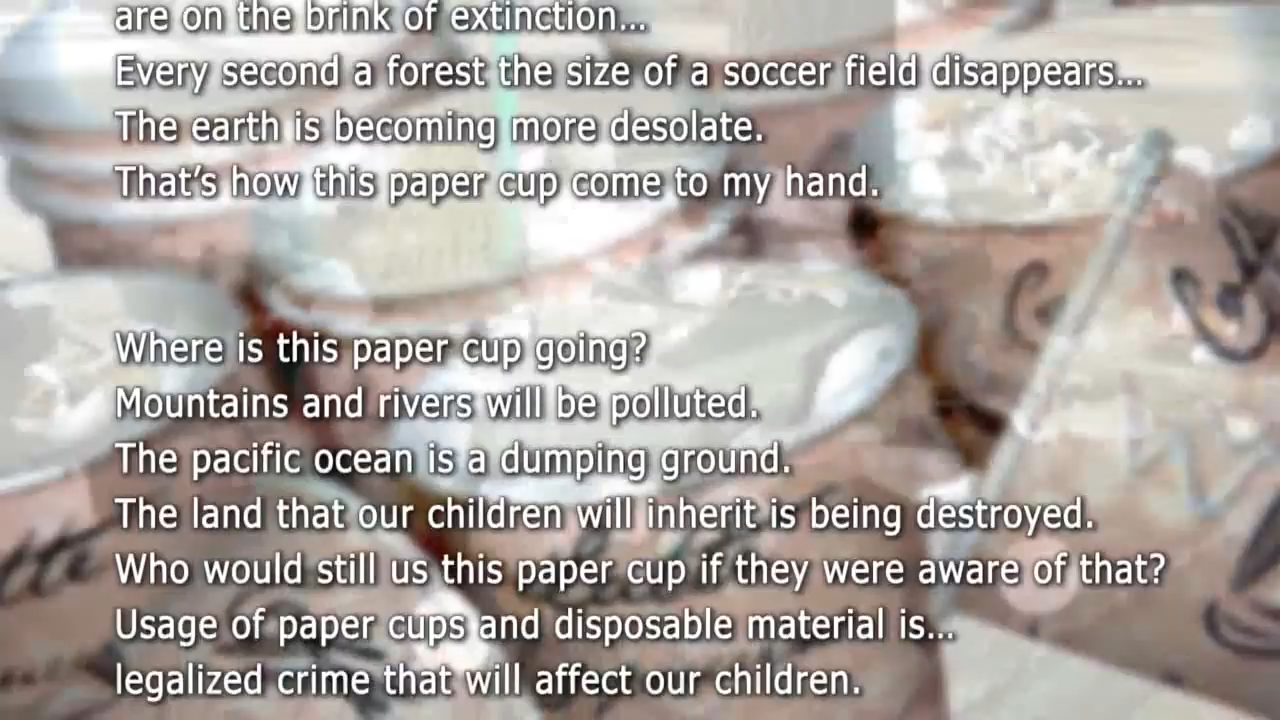 are on the brink of extinction...
Every second a forest the size of a soccer field disappears...
The earth is becoming more desolate.
That's how this paper cup come to my hand.
Where is this paper cup going?
Mountains and rivers will be polluted.
The pacific ocean is a dumping ground.
The land that our children will inherit is being destroyed.
Who would still us this paper cup if they were aware of that?
Usage of paper cups and disposable material is...
legalized crime that will affect our children.